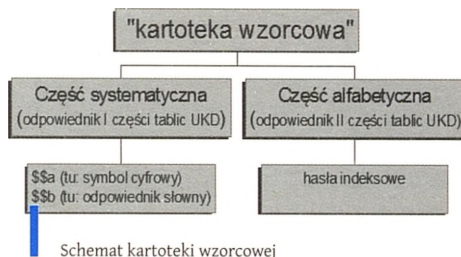 "kartoteka wzorcowa"
Część systematyczna
(odpowiednik I części tablic UKD)
Część alfabetyczna
(odpowiednik II części tablic UKD)
$$a (tu: symbol cyfrowy)
$$b (tu: odpowiednik słowny)
hasła indeksowe
Schemat kartoteki wzorcowej